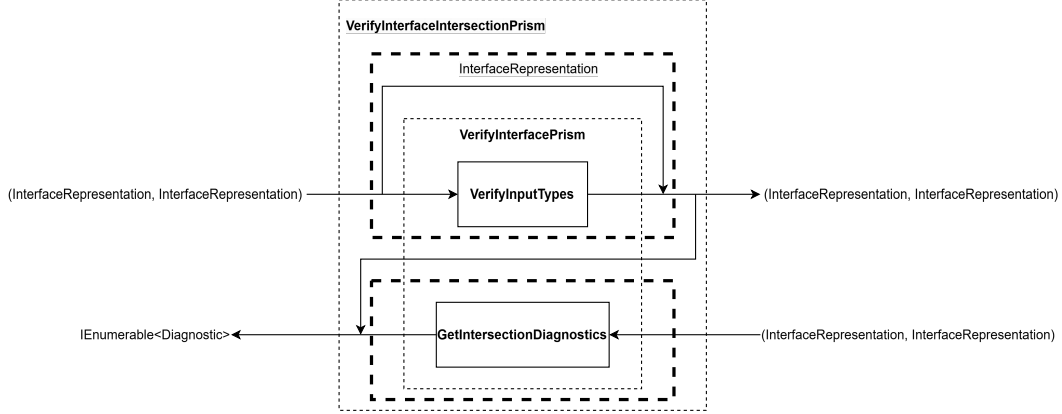 VerifyInterfaceIntersectionPrism
InterfaceRepresentation
VerifyInterfacePrism
(InterfaceRepresentation, InterfaceRepresentation)
VerifyInputTypes
(InterfaceRepresentation, InterfaceRepresentation)
IEnumerable<Diagnostic>
GetIntersectionDiagnostics
(InterfaceRepresentation, InterfaceRepresentation)